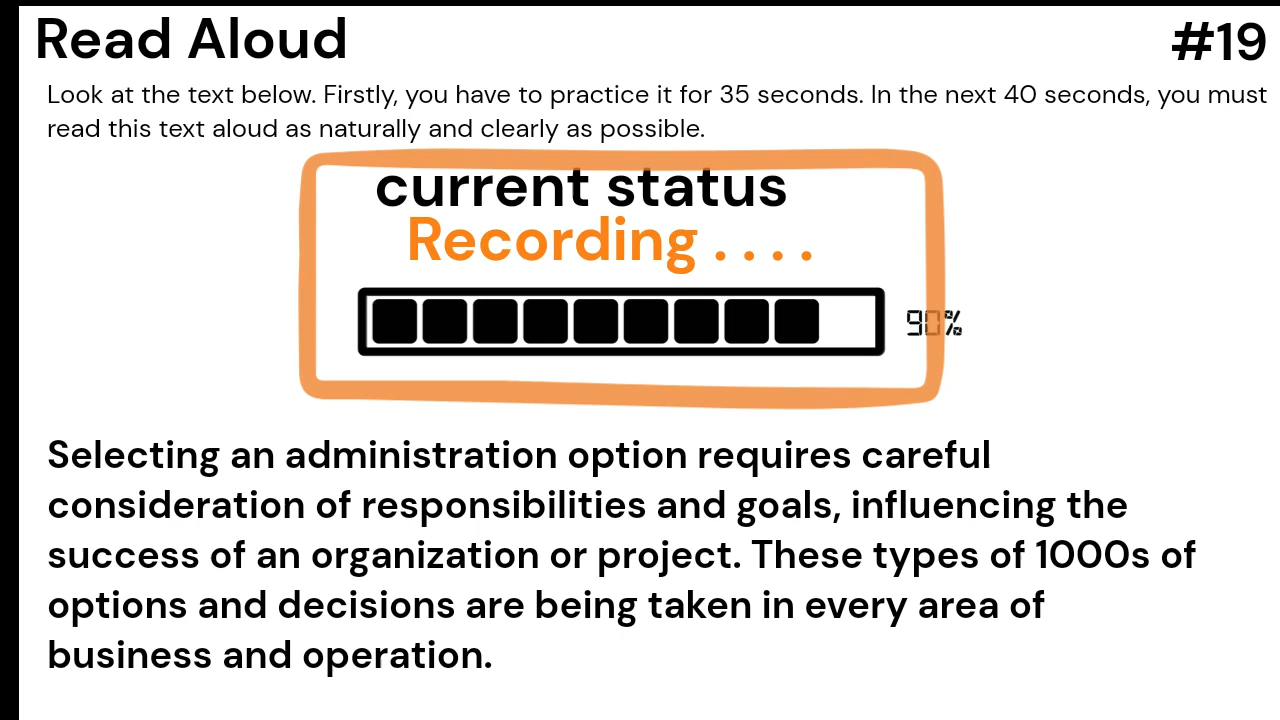 Read Aloud
#19
Look at the text below. Firstly, you have to practice it for 35 seconds. In the next 40 seconds, you must
read this text aloud as naturally and clearly as possible.
current status
Recording . . . .
90%
Selecting an administration option requires careful
consideration of responsibilities and goals, influencing the
success of an organization or project. These types of 1000s of
options and decisions are being taken in every area of
business and operation.